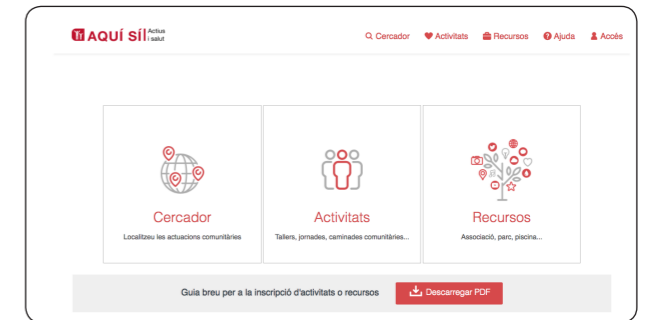 AQUÍ SÍ! Actius i salut
Cercador Activitats Recursos Ajuda Accés
Cercador
Localitzeu les actuacions comunitàries
Activitats
Tallers, jornades, caminades comunitàries...
Recursos
Associació, parc, piscina...
Guia breu per a la inscripció d'activitats o recursos
Descarregar PDF